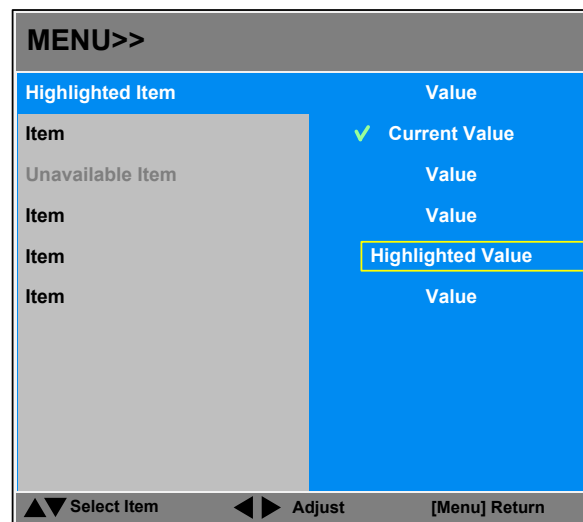 MENU>>
Highlighted Item Value
Item Current Value
Unavailable Item Value
Item Value
Item Highlighted Value
Item Value
Select Item Adjust [Menu] Return